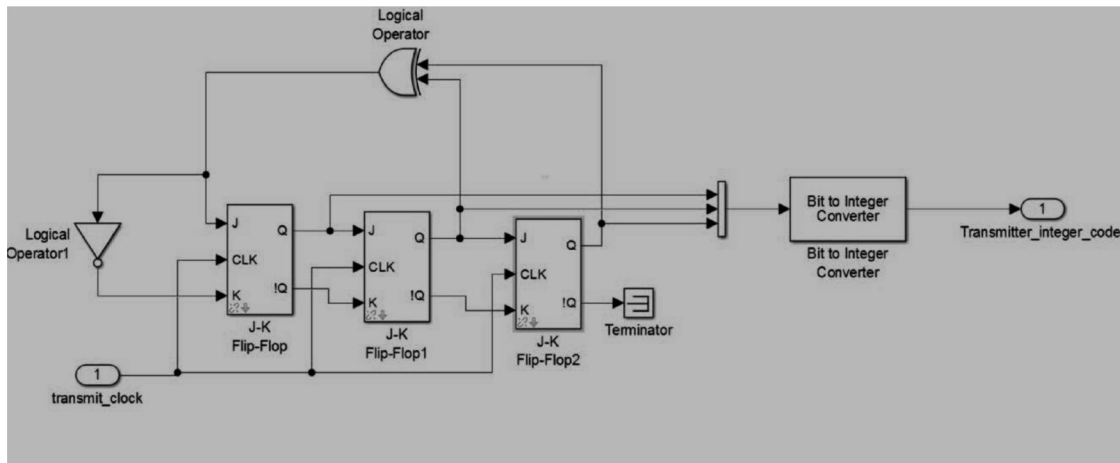 Logical
Operator
Logical
Operator1
J
Q
CLK
!Q
K
J-K
Flip-Flop
J
Q
CLK
!Q
K
J-K
Flip-Flop1
J
Q
CLK
!Q
K
J-K
Flip-Flop2
Terminator
Bit to Integer
Converter
Bit to Integer
Converter
1
Transmitter_integer_code
1
transmit_clock